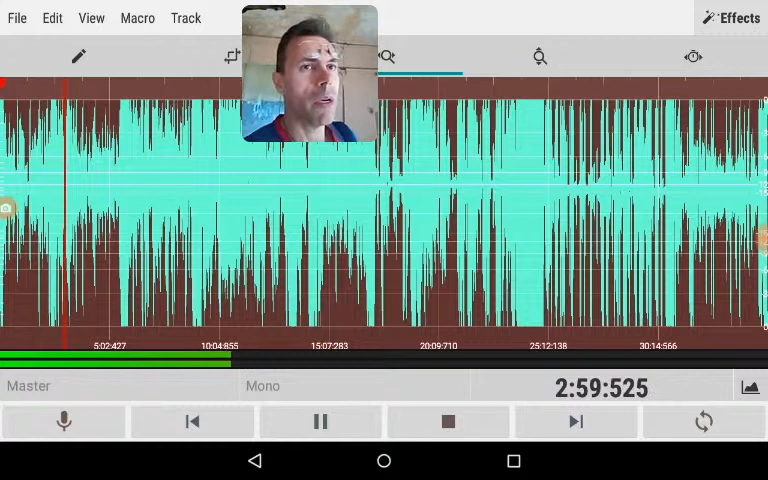 File Edit View Macro Track Effects
5:02:427 10:04:855 15:07:283 20:09:710 25:12:138 30:14:566
Master Mono 2:59:525